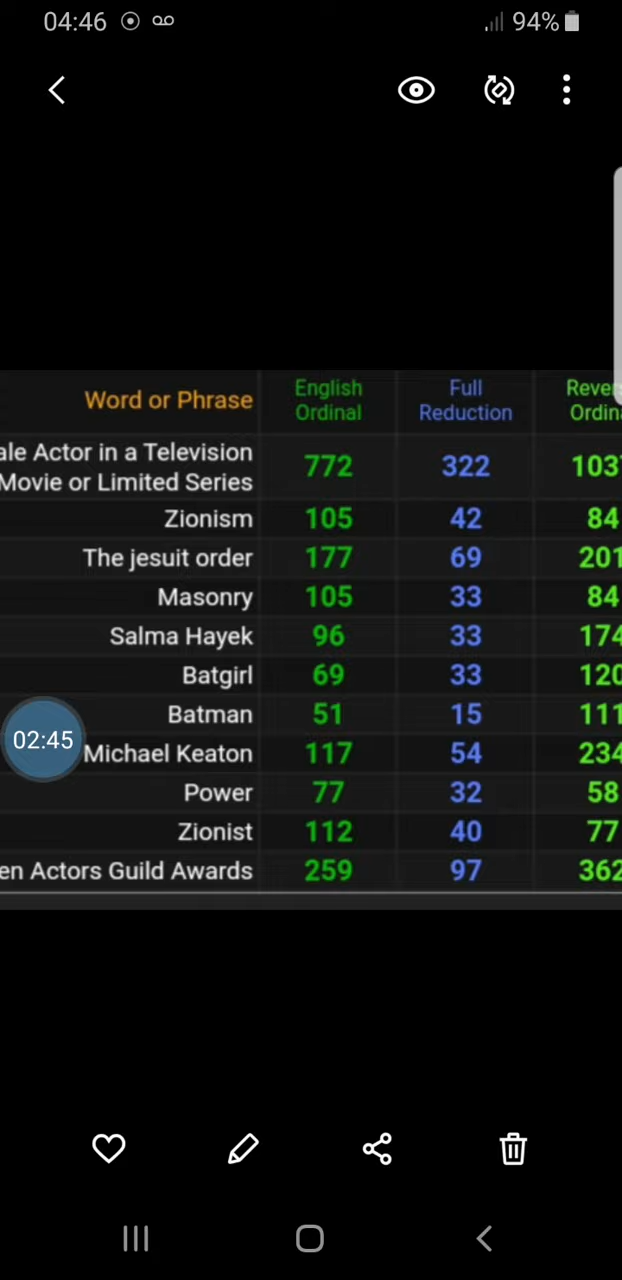 04:46 94%
Word or Phrase English Ordinal Full Reduction
ale Actor in a Television
Movie or Limited Series 772 322 103
Zionism 105 42 84
The jesuit order 177 69 201
Masonry 105 33 84
Salma Hayek 96 33 174
Batgirl 69 33 120
Batman 51 15 111
02:45
Michael Keaton 117 54 234
Power 77 32 58
Zionist 112 40 77
en Actors Guild Awards 259 97 362